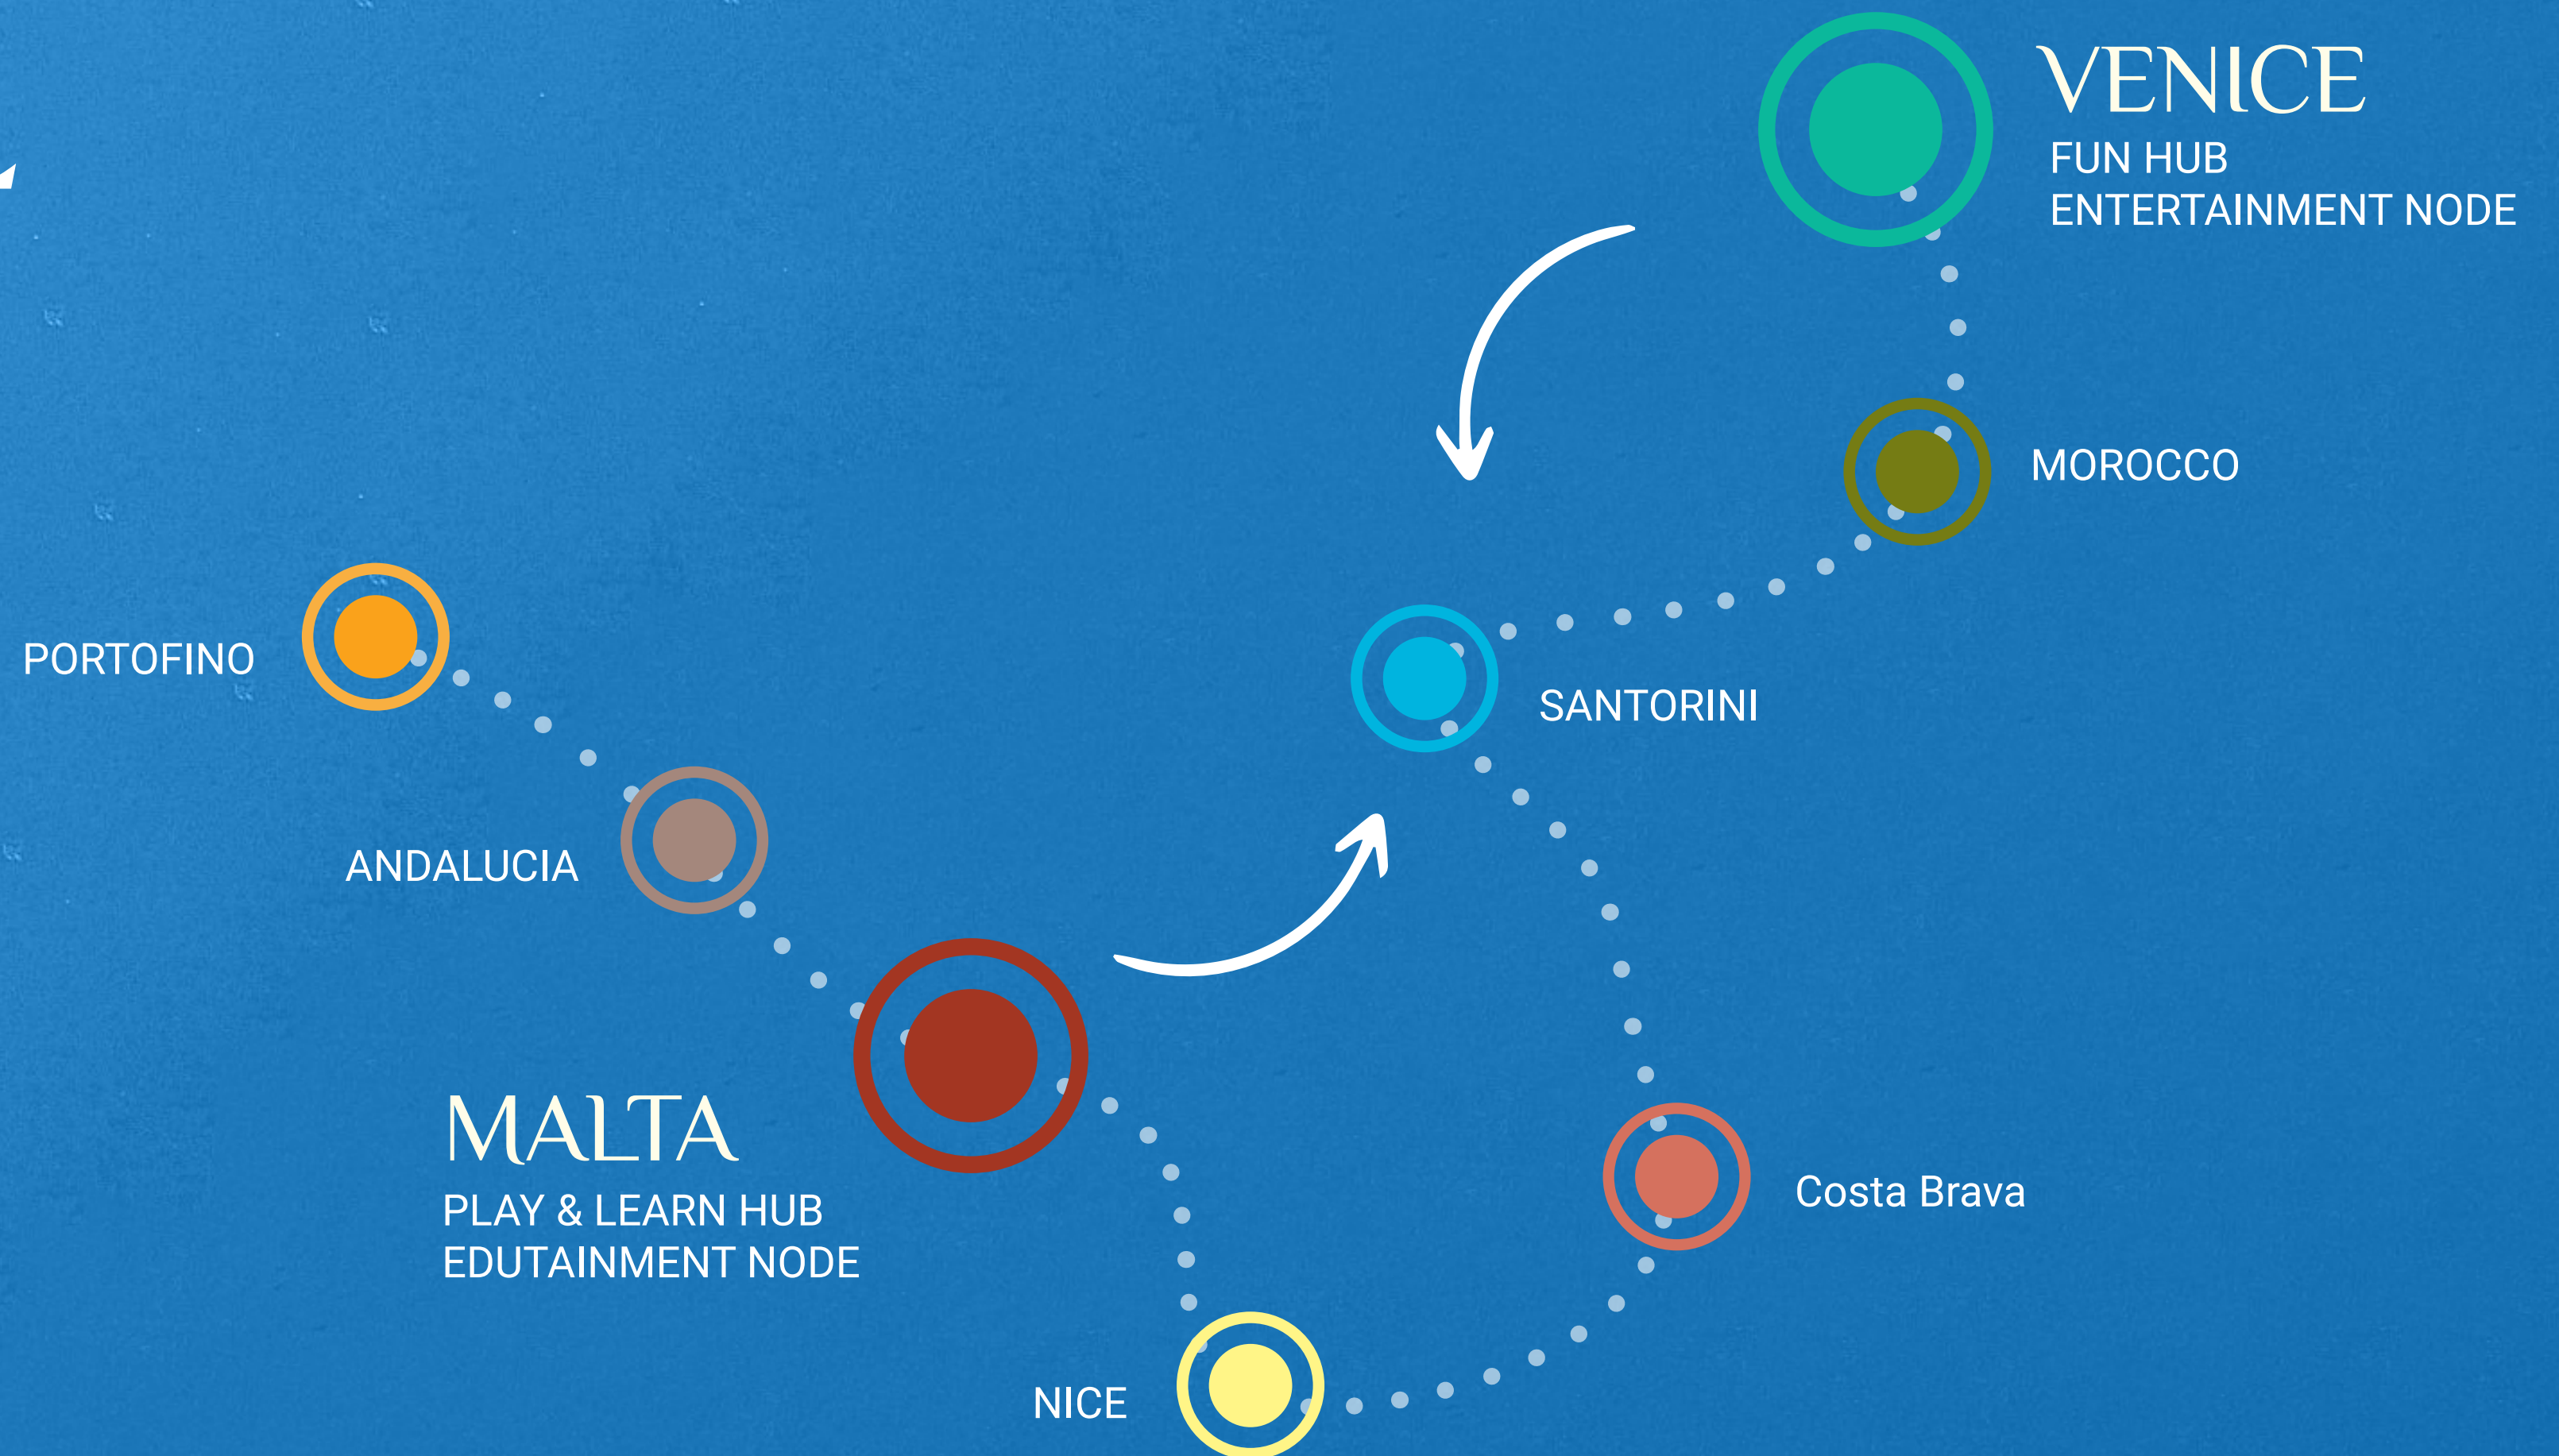 VENICE
FUN HUB
ENTERTAINMENT NODE
MOROCCO
PORTOFINO
SANTORINI
ANDALUCIA
MALTA
PLAY & LEARN HUB
EDUTAINMENT NODE
Costa Brava
NICE